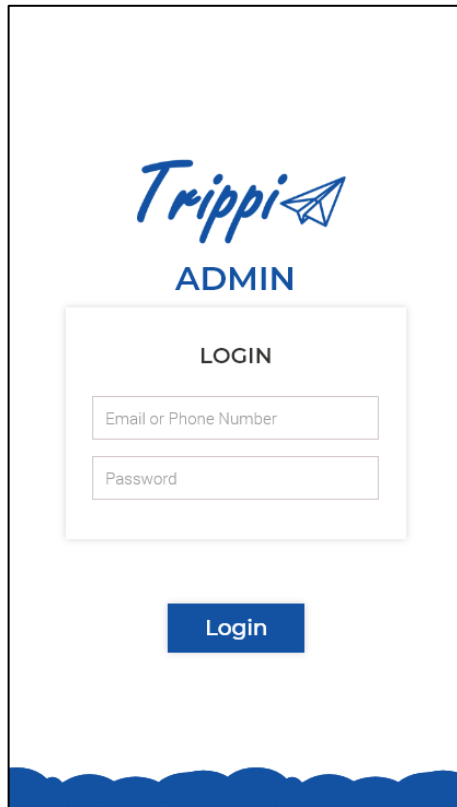 Trippi
ADMIN
LOGIN
Email or Phone Number
Password
Login